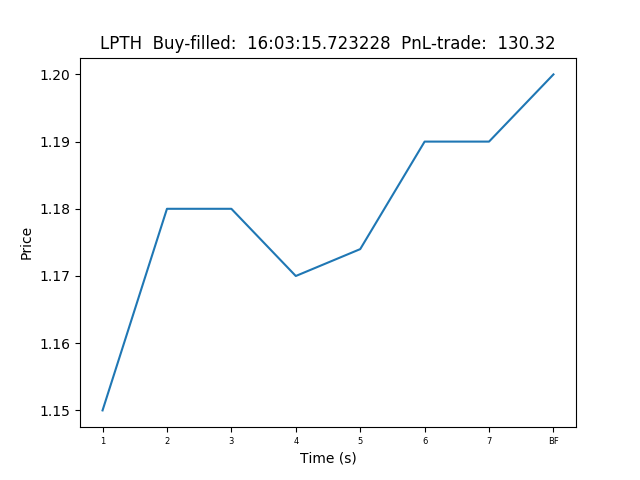 LPTH  Buy-filled:  16:03:15.723228  PnL-trade:  130.32
1.20
1.19
1.18
1.17
1.16
1.15
Price
1 2 3 4 5 6 7 BF
Time (s)